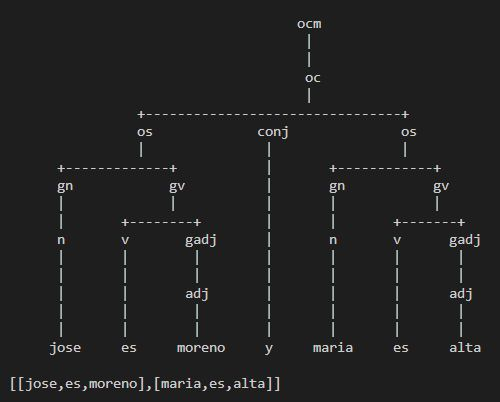 ocm
oc
os conj os
gn gv gn gv
n v gadj n v gadj
adj adj
jose es moreno y maria es alta
[[jose,es,moreno],[maria,es,alta]]